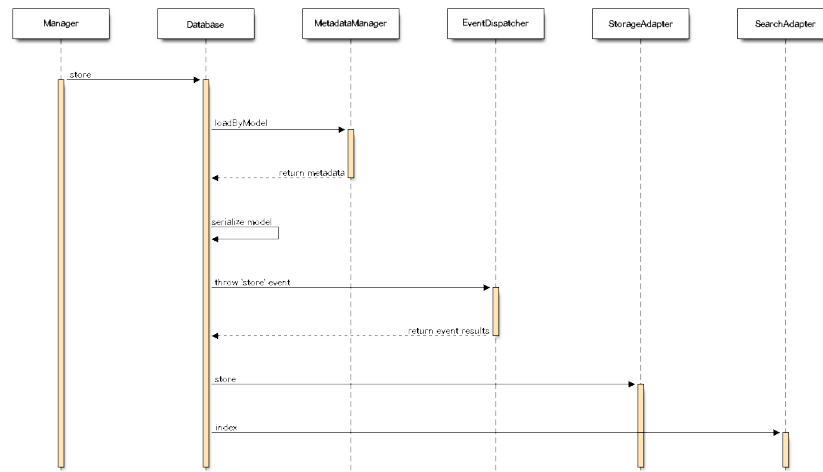 Manager
Database
MetadataManager
EventDispatcher
StorageAdapter
SearchAdapter
store
loadByModel
return metadata
serialize model
throw 'store' event
return event results
store
index